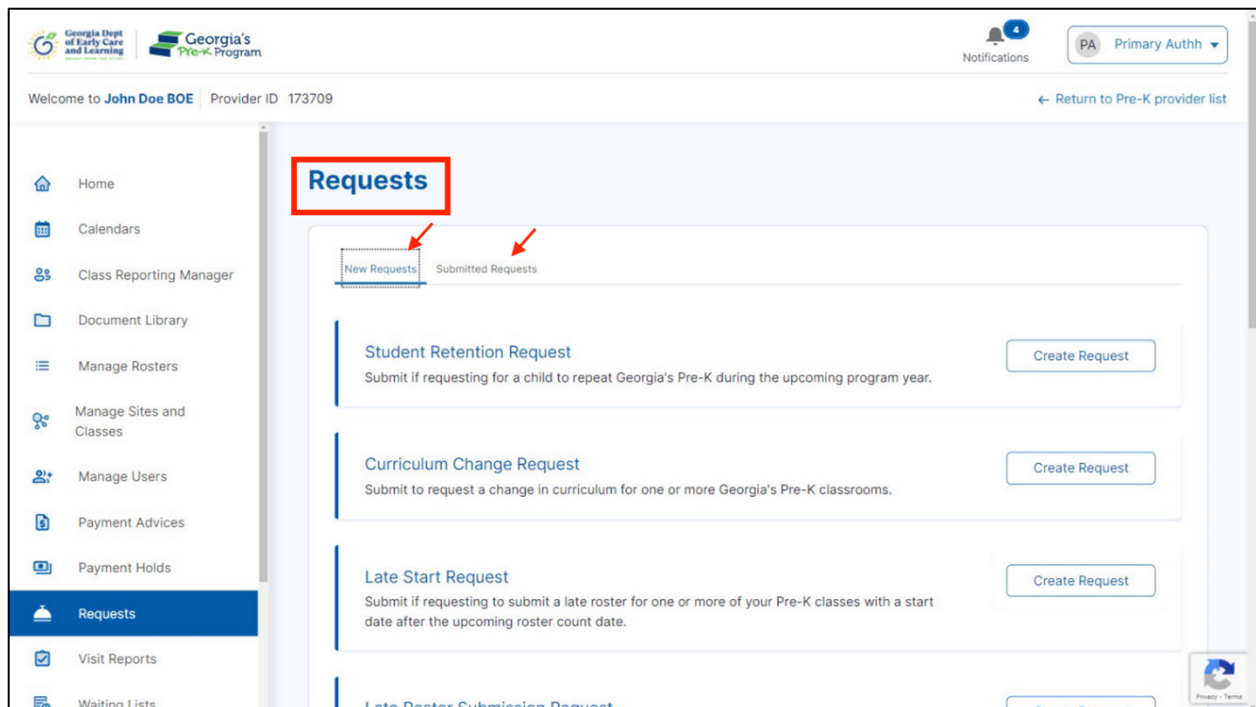 Georgia Dept
of Early Care
and Learning
Georgia's
Pre-K Program
4
Notifications
PA Primary Authh
Welcome to John Doe BOE Provider ID 173709
← Return to Pre-K provider list
Home
Calendars
Class Reporting Manager
Document Library
Manage Rosters
Manage Sites and
Classes
Manage Users
Payment Advices
Payment Holds
Requests
Visit Reports
Waiting Lists
Requests
New Requests Submitted Requests
Student Retention Request
Submit if requesting for a child to repeat Georgia's Pre-K during the upcoming program year.
Create Request
Curriculum Change Request
Submit to request a change in curriculum for one or more Georgia's Pre-K classrooms.
Create Request
Late Start Request
Submit if requesting to submit a late roster for one or more of your Pre-K classes with a start
date after the upcoming roster count date.
Create Request
Late Roster Submission Request
Privacy - Terms